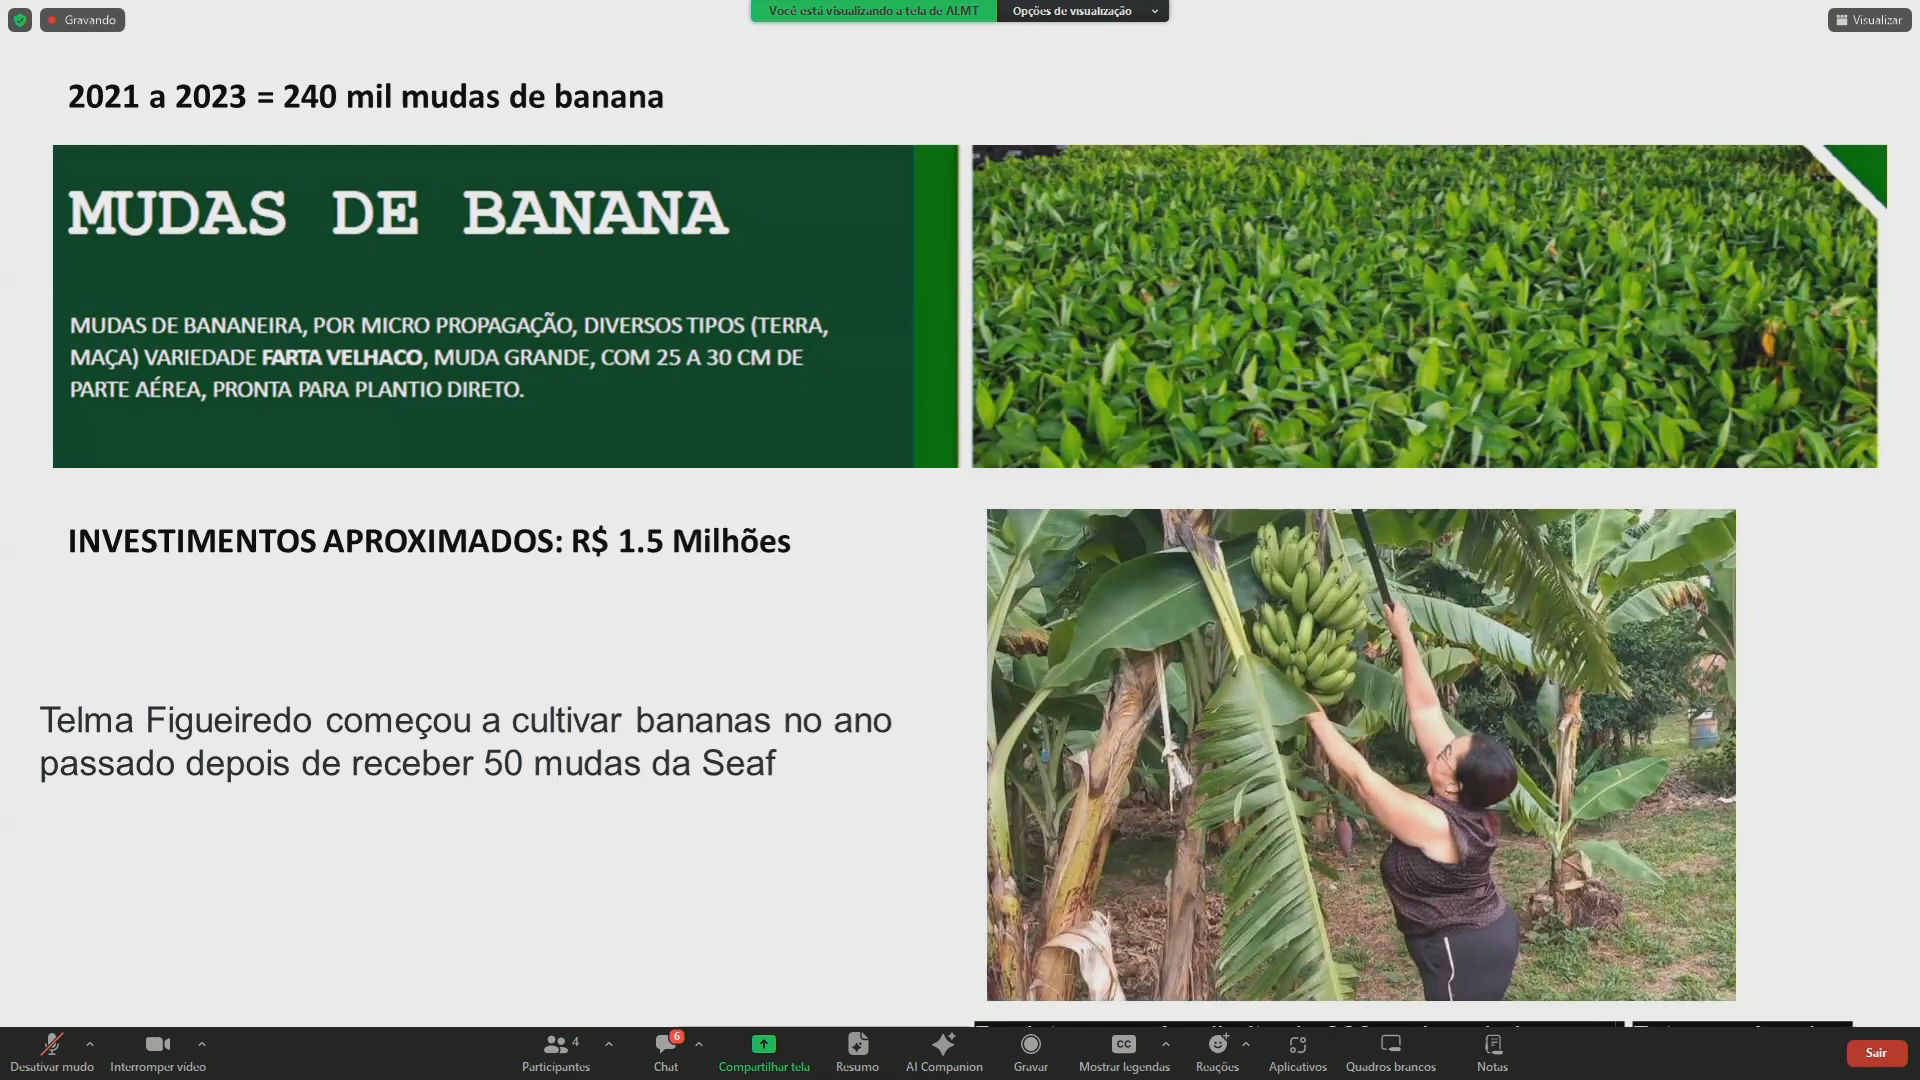 Gravando
Você está visualizando a tela de ALMT
Opções de visualização
Visualizar
2021 a 2023 = 240 mil mudas de banana
MUDAS DE BANANA
MUDAS DE BANANEIRA, POR MICRO PROPAGAÇÃO, DIVERSOS TIPOS (TERRA,
MAÇA) VARIEDADE FARTA VELHACO, MUDA GRANDE, COM 25 A 30 CM DE
PARTE AÉREA, PRONTA PARA PLANTIO DIRETO.
INVESTIMENTOS APROXIMADOS: R$ 1.5 Milhões
Telma Figueiredo começou a cultivar bananas no ano
passado depois de receber 50 mudas da Seaf
Desativar mudo
Interromper vídeo
4
Participantes
6
Chat
Compartilhar tela
Resumo
AI Companion
Gravar
CC
Mostrar legendas
Reações
Aplicativos
Quadros brancos
Notas
Sair